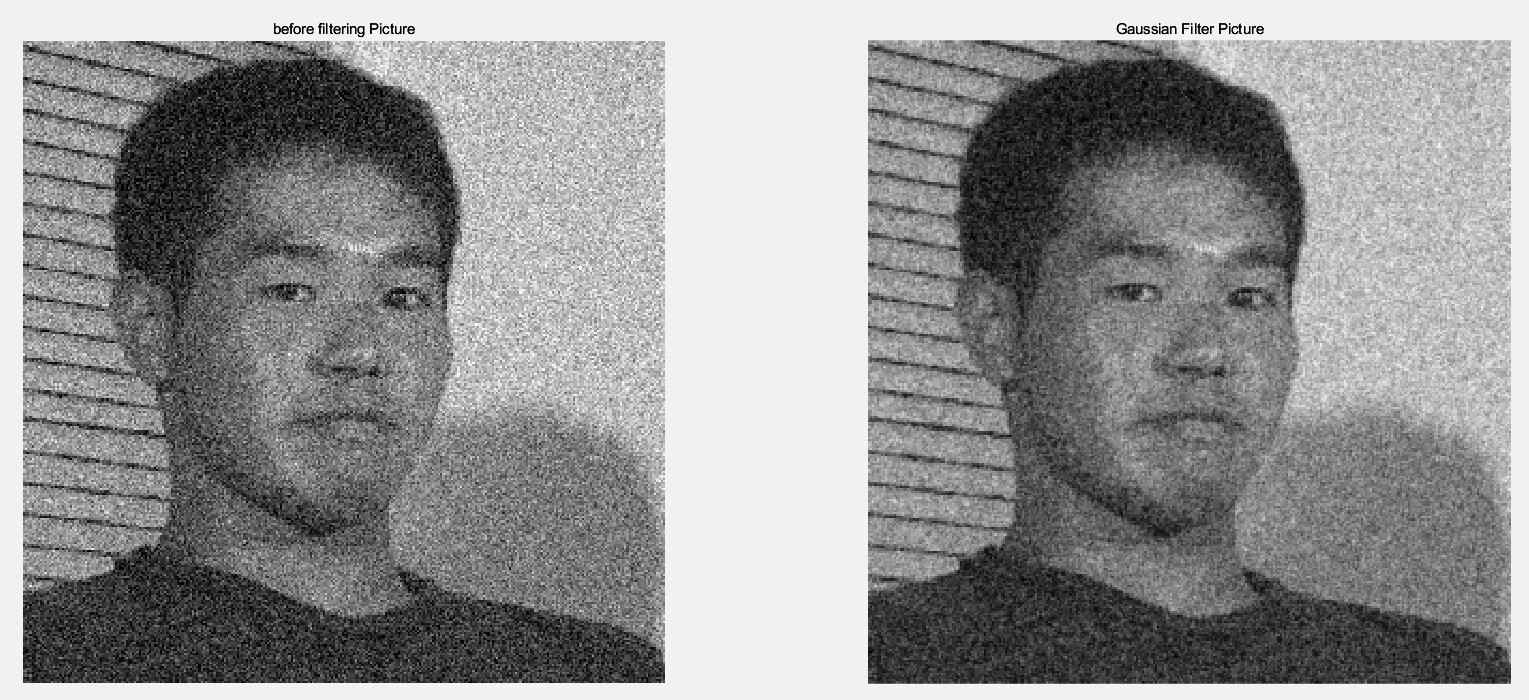 before filtering Picture
Gaussian Filter Picture